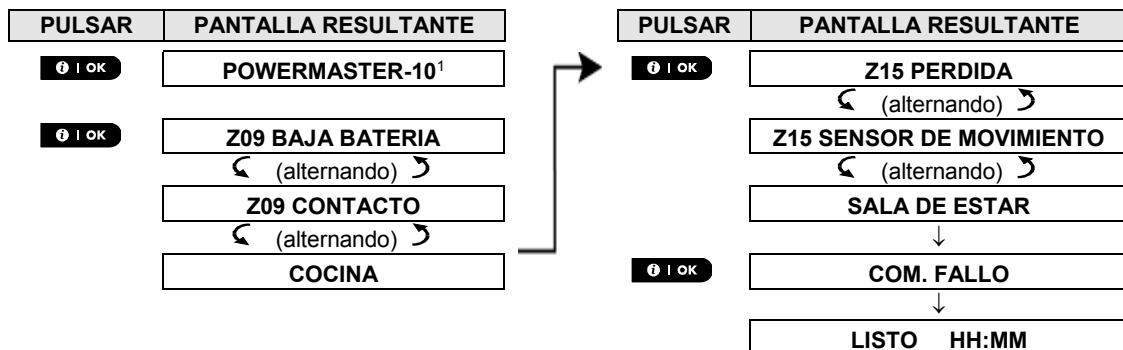 PULSAR PANTALLA RESULTANTE
i | OK POWERMASTER-10¹
i | OK Z09 BAJA BATERIA
(alternando)
Z09 CONTACTO
(alternando)
COCINA
PULSAR PANTALLA RESULTANTE
i | OK Z15 PERDIDA
(alternando)
Z15 SENSOR DE MOVIMIENTO
(alternando)
SALA DE ESTAR
↓
i | OK COM. FALLO
↓
LISTO HH:MM